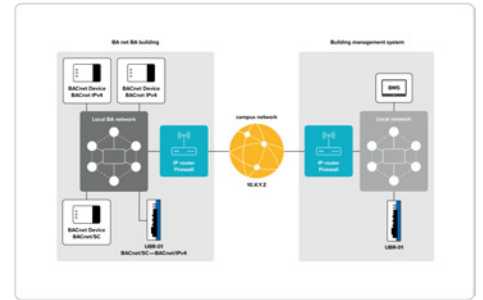 BA net BA building
Building management system
BACnet Device
BACnet IPv4
BACnet Device
BACnet IPv4
BMS
Local BA network
campus network
Local network
IP router
Firewall
IP router
Firewall
10.X.Y.Z
BACnet Device
BACnet/SC
UBR-01
BACnet/SC—BACnet/IPv4
UBR-01